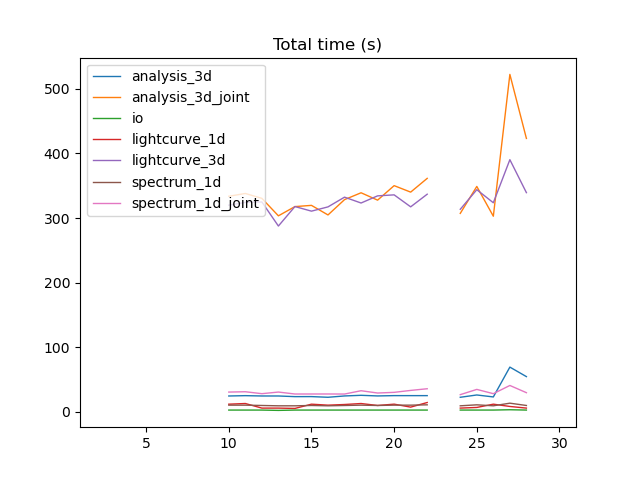 Total time (s)
analysis_3d
analysis_3d_joint
io
lightcurve_1d
lightcurve_3d
spectrum_1d
spectrum_1d_joint
500
400
300
200
100
0
5 10 15 20 25 30